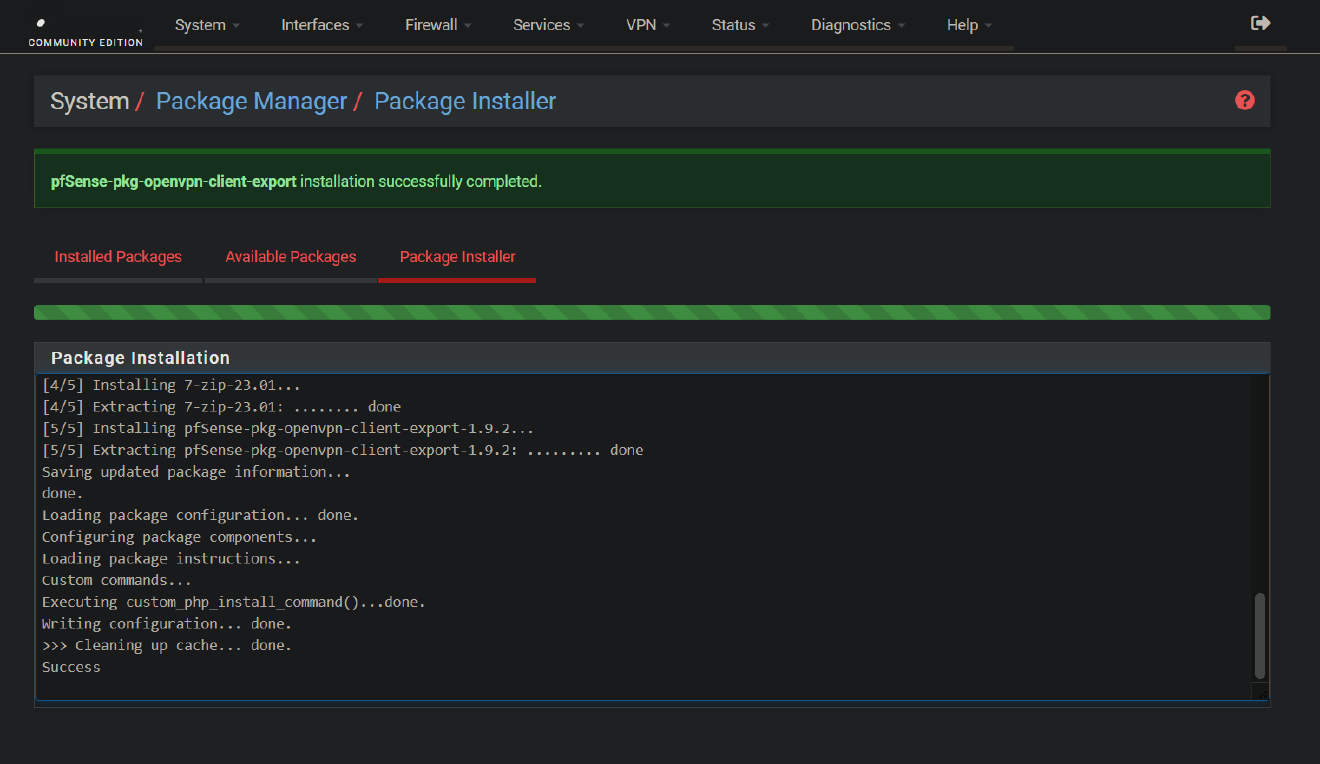 COMMUNITY EDITION
System Interfaces Firewall Services VPN Status Diagnostics Help
System / Package Manager / Package Installer
?
pfSense-pkg-openvpn-client-export installation successfully completed.
Installed Packages Available Packages Package Installer
Package Installation
[4/5] Installing 7-zip-23.01...
[4/5] Extracting 7-zip-23.01: ........ done
[5/5] Installing pfSense-pkg-openvpn-client-export-1.9.2...
[5/5] Extracting pfSense-pkg-openvpn-client-export-1.9.2: ......... done
Saving updated package information...
done.
Loading package configuration... done.
Configuring package components...
Loading package instructions...
Custom commands...
Executing custom_php_install_command()...done.
Writing configuration... done.
>>> Cleaning up cache... done.
Success